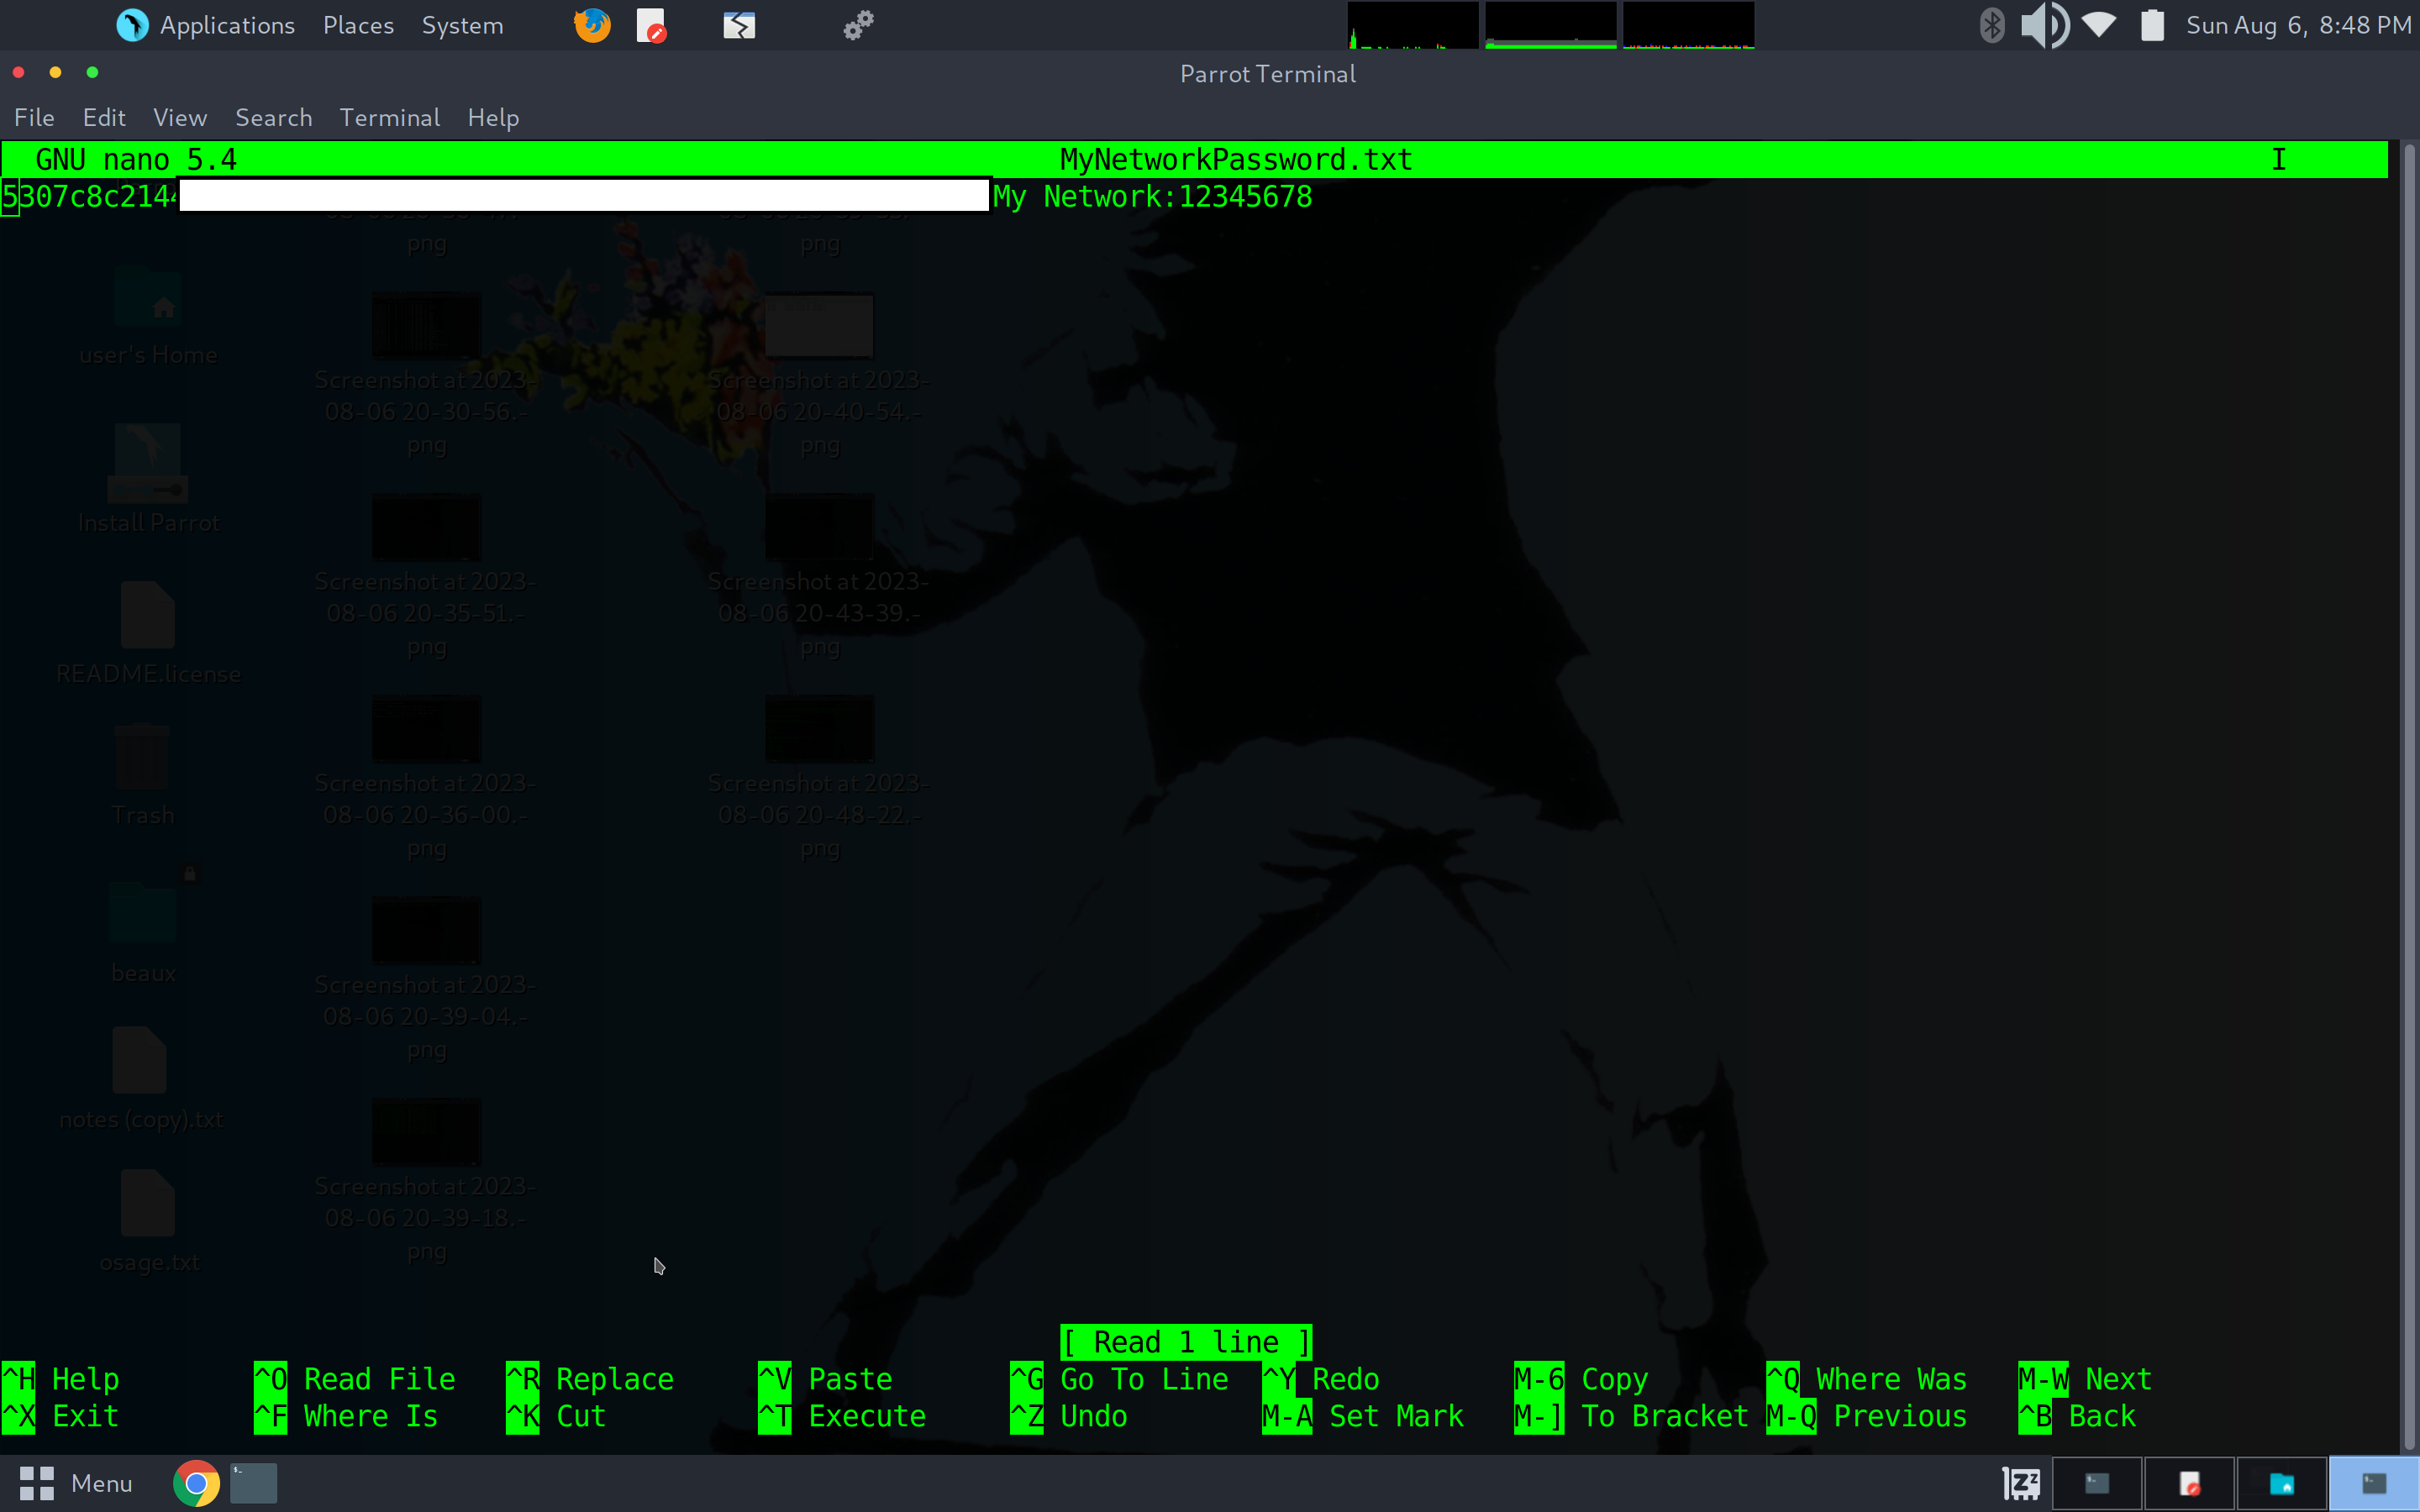 Applications Places System
Sun Aug 6, 8:48 PM
Parrot Terminal
File Edit View Search Terminal Help
GNU nano 5.4 MyNetworkPassword.txt
5307c8c2144 My Network:12345678
png png
user's Home
Screenshot at 2023-08-06 20-30-56.-png
Screenshot at 2023-08-06 20-40-54.-png
Install Parrot
Screenshot at 2023-08-06 20-35-51.-png
Screenshot at 2023-08-06 20-43-39.-png
README.license
Trash
Screenshot at 2023-08-06 20-36-00.-png
Screenshot at 2023-08-06 20-48-22.-png
beaux
Screenshot at 2023-08-06 20-39-04.-png
notes (copy).txt
Screenshot at 2023-08-06 20-39-18.-png
osage.txt
[ Read 1 line ]
^H Help ^O Read File ^R Replace ^V Paste ^G Go To Line ^Y Redo M-6 Copy ^Q Where Was M-W Next
^X Exit ^F Where Is ^K Cut ^T Execute ^Z Undo M-A Set Mark M-] To Bracket M-Q Previous ^B Back
Menu